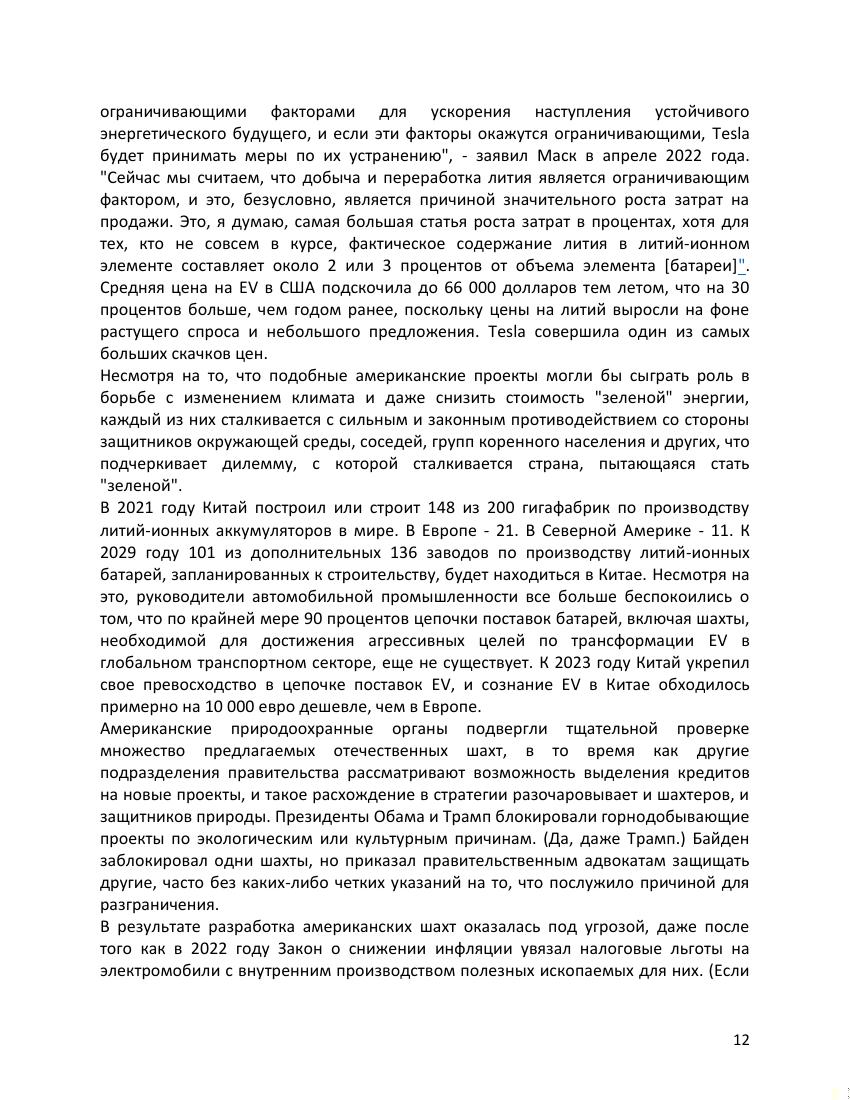 ограничивающими факторами для ускорения наступления устойчивого
энергетического будущего, и если эти факторы окажутся ограничивающими, Tesla
будет принимать меры по их устранению", - заявил Маск в апреле 2022 года.
"Сейчас мы считаем, что добыча и переработка лития является ограничивающим
фактором, и это, безусловно, является причиной значительного роста затрат на
продажи. Это, я думаю, самая большая статья роста затрат в процентах, хотя для
тех, кто не совсем в курсе, фактическое содержание лития в литий-ионном
элементе составляет около 2 или 3 процентов от объема элемента [батареи]".
Средняя цена на EV в США подскочила до 66 000 долларов тем летом, что на 30
процентов больше, чем годом ранее, поскольку цены на литий выросли на фоне
растущего спроса и небольшого предложения. Tesla совершила один из самых
больших скачков цен.
Несмотря на то, что подобные американские проекты могли бы сыграть роль в
борьбе с изменением климата и даже снизить стоимость "зеленой" энергии,
каждый из них сталкивается с сильным и законным противодействием со стороны
защитников окружающей среды, соседей, групп коренного населения и других, что
подчеркивает дилемму, с которой сталкивается страна, пытающаяся стать
"зеленой".
В 2021 году Китай построил или строит 148 из 200 гигафабрик по производству
литий-ионных аккумуляторов в мире. В Европе - 21. В Северной Америке - 11. К
2029 году 101 из дополнительных 136 заводов по производству литий-ионных
батарей, запланированных к строительству, будет находиться в Китае. Несмотря на
это, руководители автомобильной промышленности все больше беспокоились о
том, что по крайней мере 90 процентов цепочки поставок батарей, включая шахты,
необходимой для достижения агрессивных целей по трансформации EV в
глобальном транспортном секторе, еще не существует. К 2023 году Китай укрепил
свое превосходство в цепочке поставок EV, и сознание EV в Китае обходилось
примерно на 10 000 евро дешевле, чем в Европе.
Американские природоохранные органы подвергли тщательной проверке
множество предлагаемых отечественных шахт, в то время как другие
подразделения правительства рассматривают возможность выделения кредитов
на новые проекты, и такое расхождение в стратегии разочаровывает и шахтеров, и
защитников природы. Президенты Обама и Трамп блокировали горнодобывающие
проекты по экологическим или культурным причинам. (Да, даже Трамп.) Байден
заблокировал одни шахты, но приказал правительственным адвокатам защищать
другие, часто без каких-либо четких указаний на то, что послужило причиной для
разграничения.
В результате разработка американских шахт оказалась под угрозой, даже после
того как в 2022 году Закон о снижении инфляции увязал налоговые льготы на
электромобили с внутренним производством полезных ископаемых для них. (Если
12